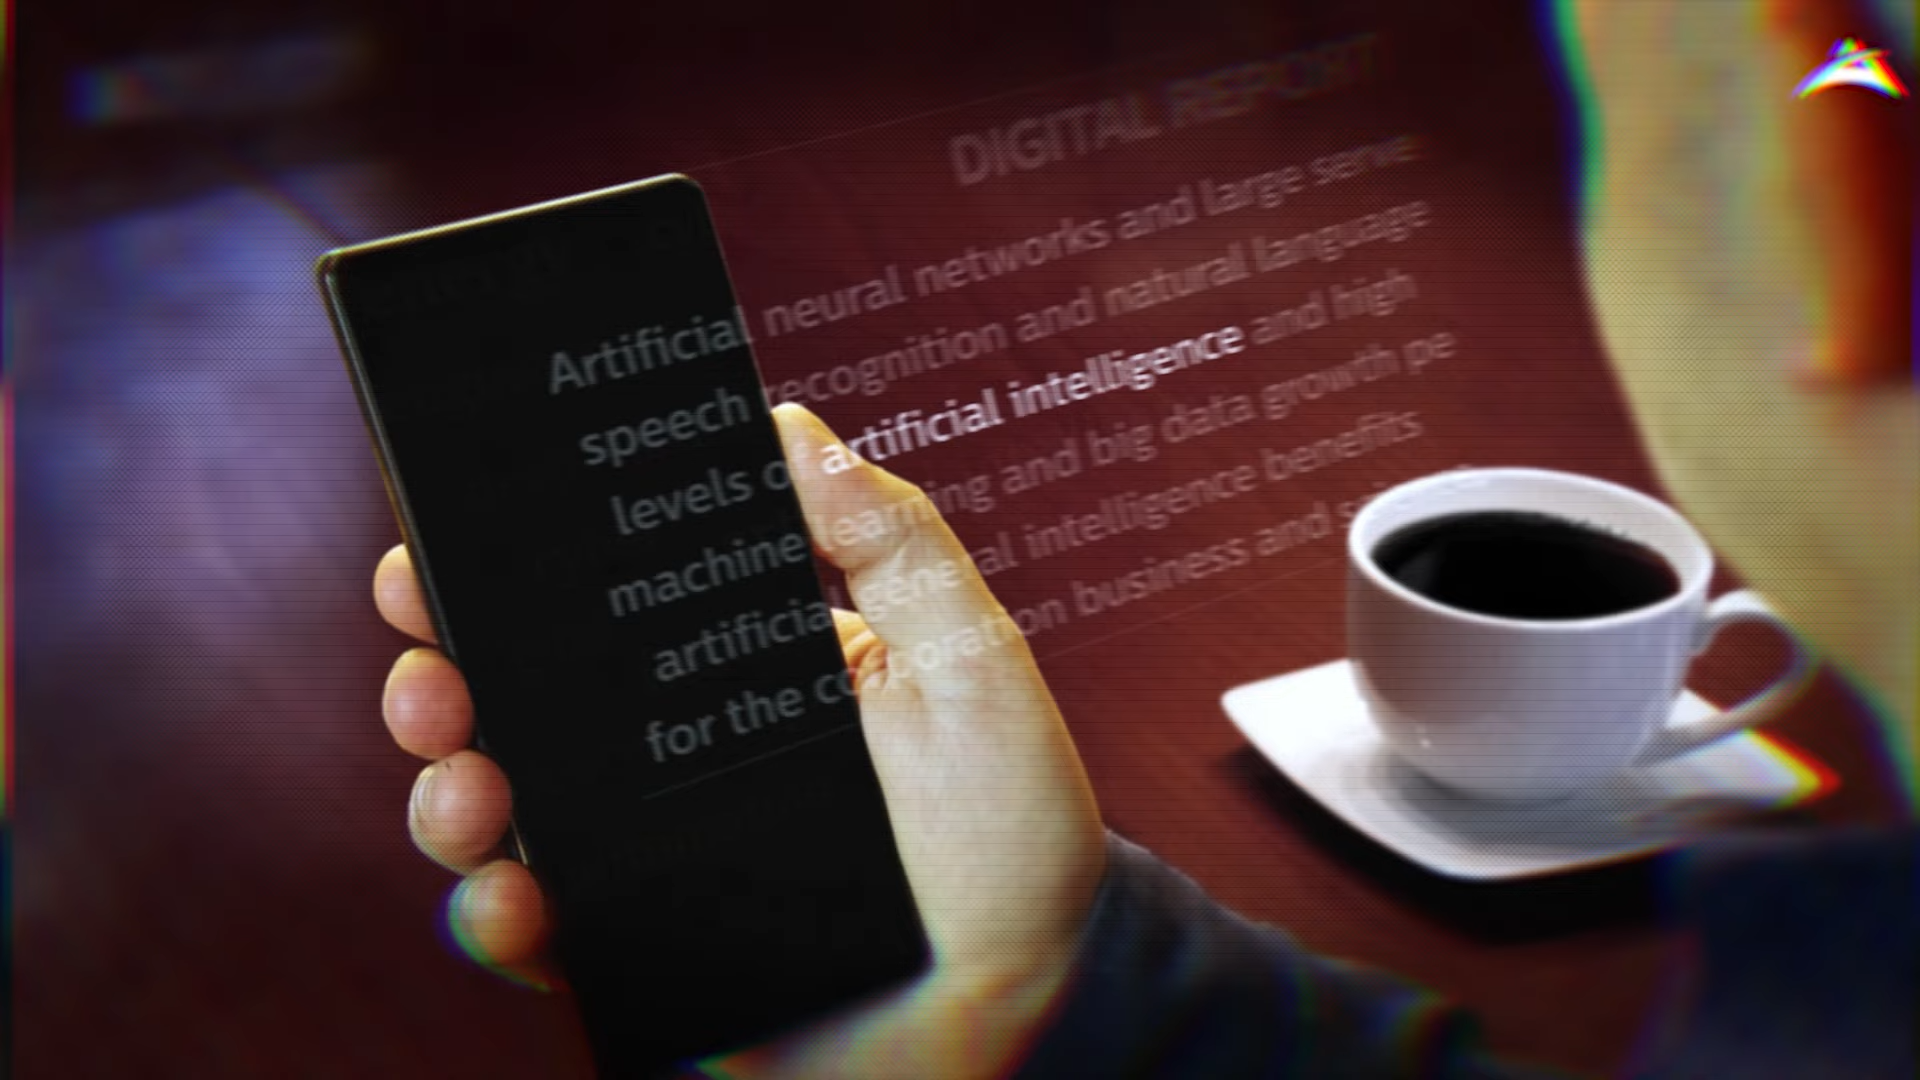 DIGITAL REPORT
Artificial neural networks and large serve
speech recognition and natural language
levels of artificial intelligence and high
machine learning and big data growth pe
artificial general intelligence benefits
for the corporation business and